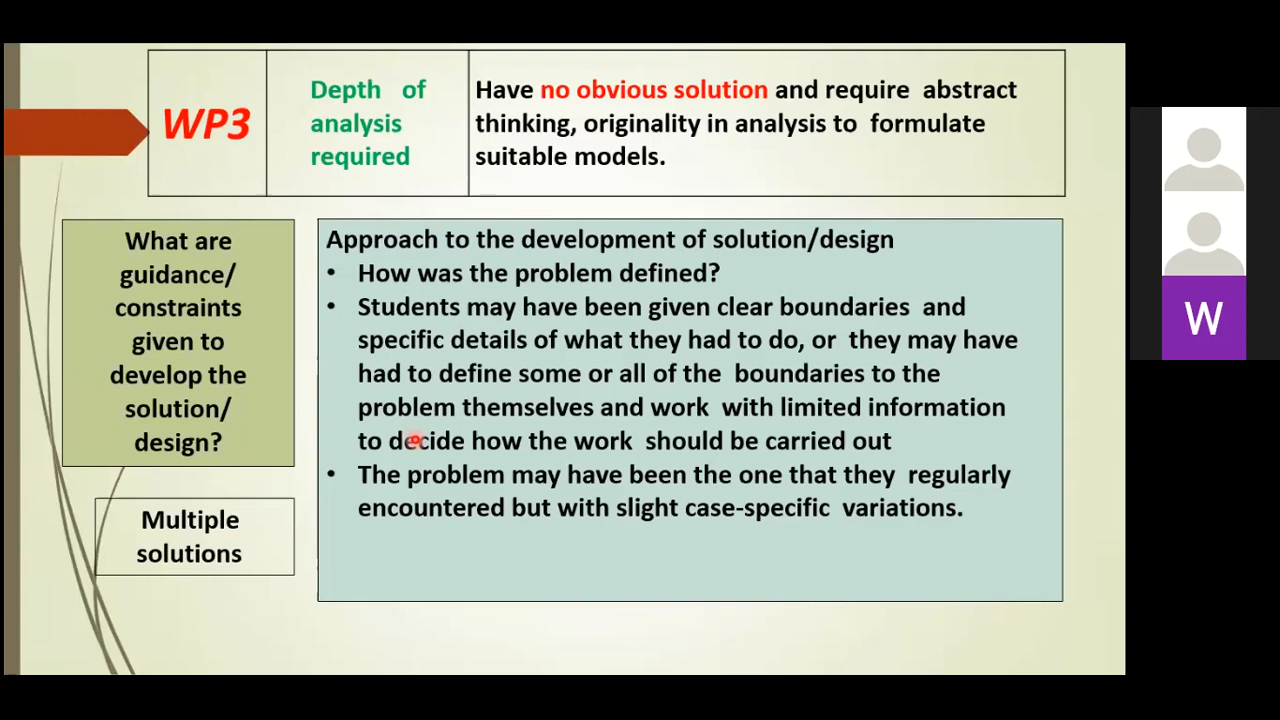 WP3
Depth of
analysis
required
Have no obvious solution and require abstract
thinking, originality in analysis to formulate
suitable models.
What are
guidance/
constraints
given to
develop the
solution/
design?
Multiple
solutions
Approach to the development of solution/design
• How was the problem defined?
• Students may have been given clear boundaries and
specific details of what they had to do, or they may have
had to define some or all of the boundaries to the
problem themselves and work with limited information
to decide how the work should be carried out
• The problem may have been the one that they regularly
encountered but with slight case-specific variations.
W